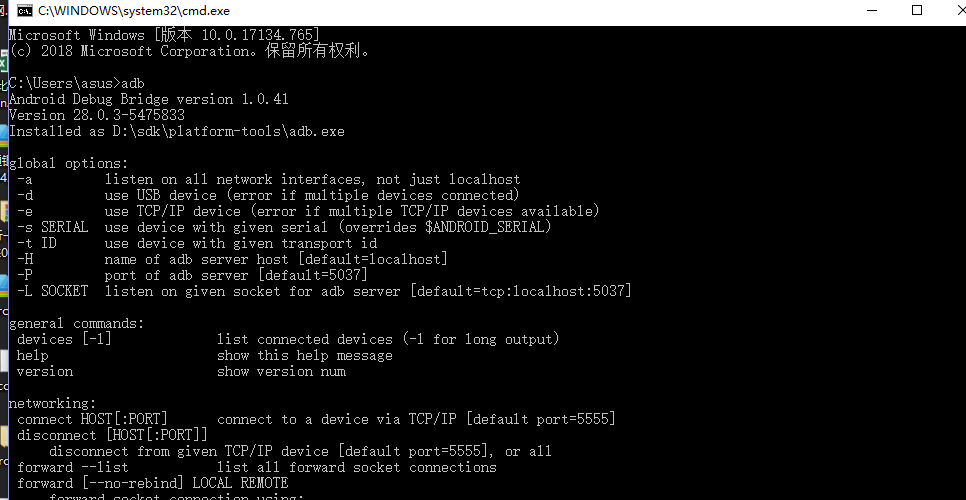 C:\WINDOWS\system32\cmd.exe
Microsoft Windows [版本 10.0.17134.765]
(c) 2018 Microsoft Corporation。保留所有权利。
C:\Users\asus>adb
Android Debug Bridge version 1.0.41
Version 28.0.3-5475833
Installed as D:\sdk\platform-tools\adb.exe
global options:
 -a         listen on all network interfaces, not just localhost
 -d         use USB device (error if multiple devices connected)
 -e         use TCP/IP device (error if multiple TCP/IP devices available)
 -s SERIAL  use device with given serial (overrides $ANDROID_SERIAL)
 -t ID      use device with given transport id
 -H         name of adb server host [default=localhost]
 -P         port of adb server [default=5037]
 -L SOCKET  listen on given socket for adb server [default=tcp:localhost:5037]
general commands:
 devices [-l]             list connected devices (-l for long output)
 help                     show this help message
 version                  show version num
networking:
 connect HOST[:PORT]      connect to a device via TCP/IP [default port=5555]
 disconnect [HOST[:PORT]]
     disconnect from given TCP/IP device [default port=5555], or all
 forward --list           list all forward socket connections
 forward [--no-rebind] LOCAL REMOTE
     forward socket connection using: